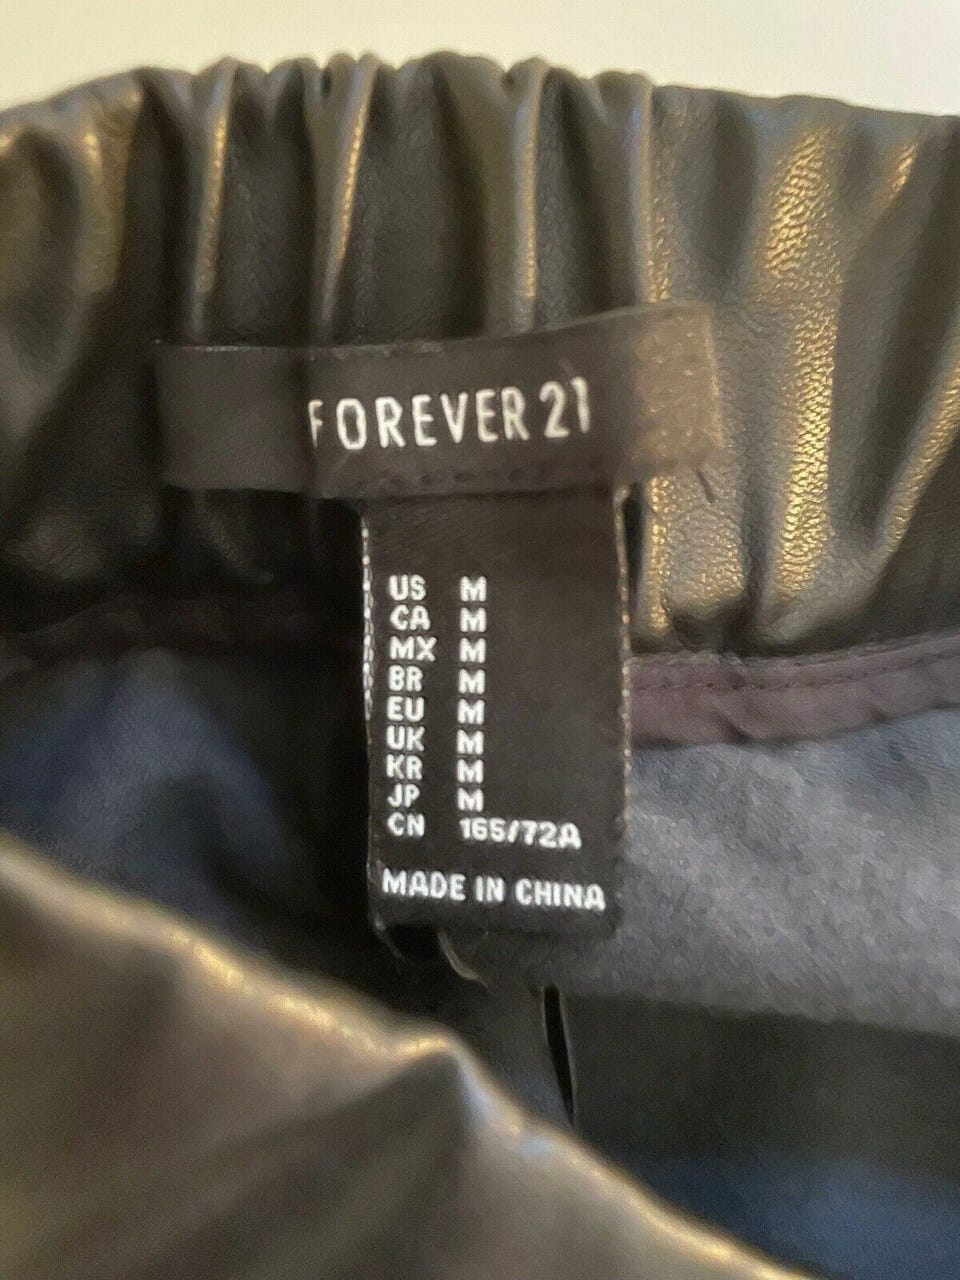 FOREVER 21
US M
CA M
MX M
BR M
EU M
UK M
KR M
JP M
CN 165/72A
MADE IN CHINA